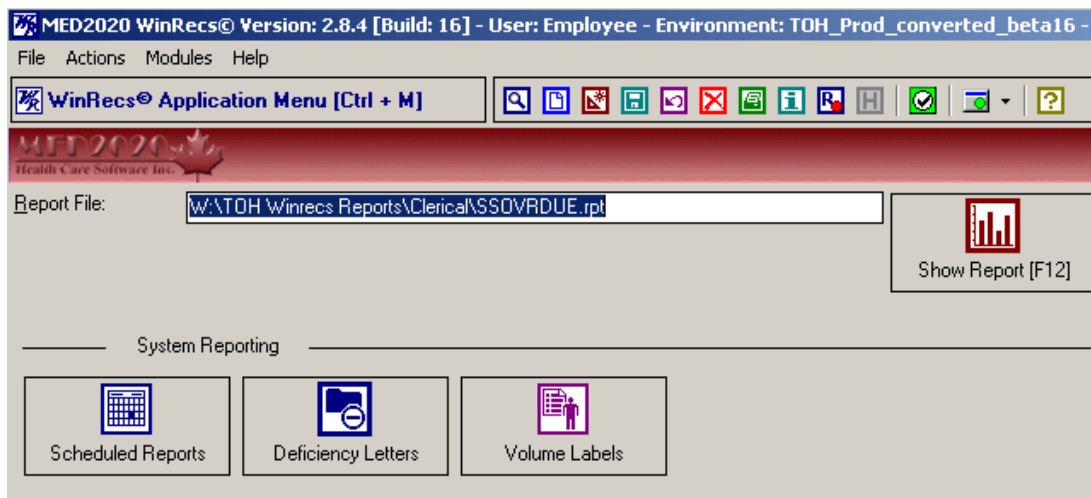 MED2020 WinRecs© Version: 2.8.4 [Build: 16] - User: Employee - Environment: TOH_Prod_converted_beta16 -
File Actions Modules Help
WinRecs© Application Menu [Ctrl + M]
MED2020
Health Care Software Inc.
Report File: W:\TOH Winrecs Reports\Clerical\SSOVRDUE.rpt
Show Report [F12]
System Reporting
Scheduled Reports Deficiency Letters Volume Labels